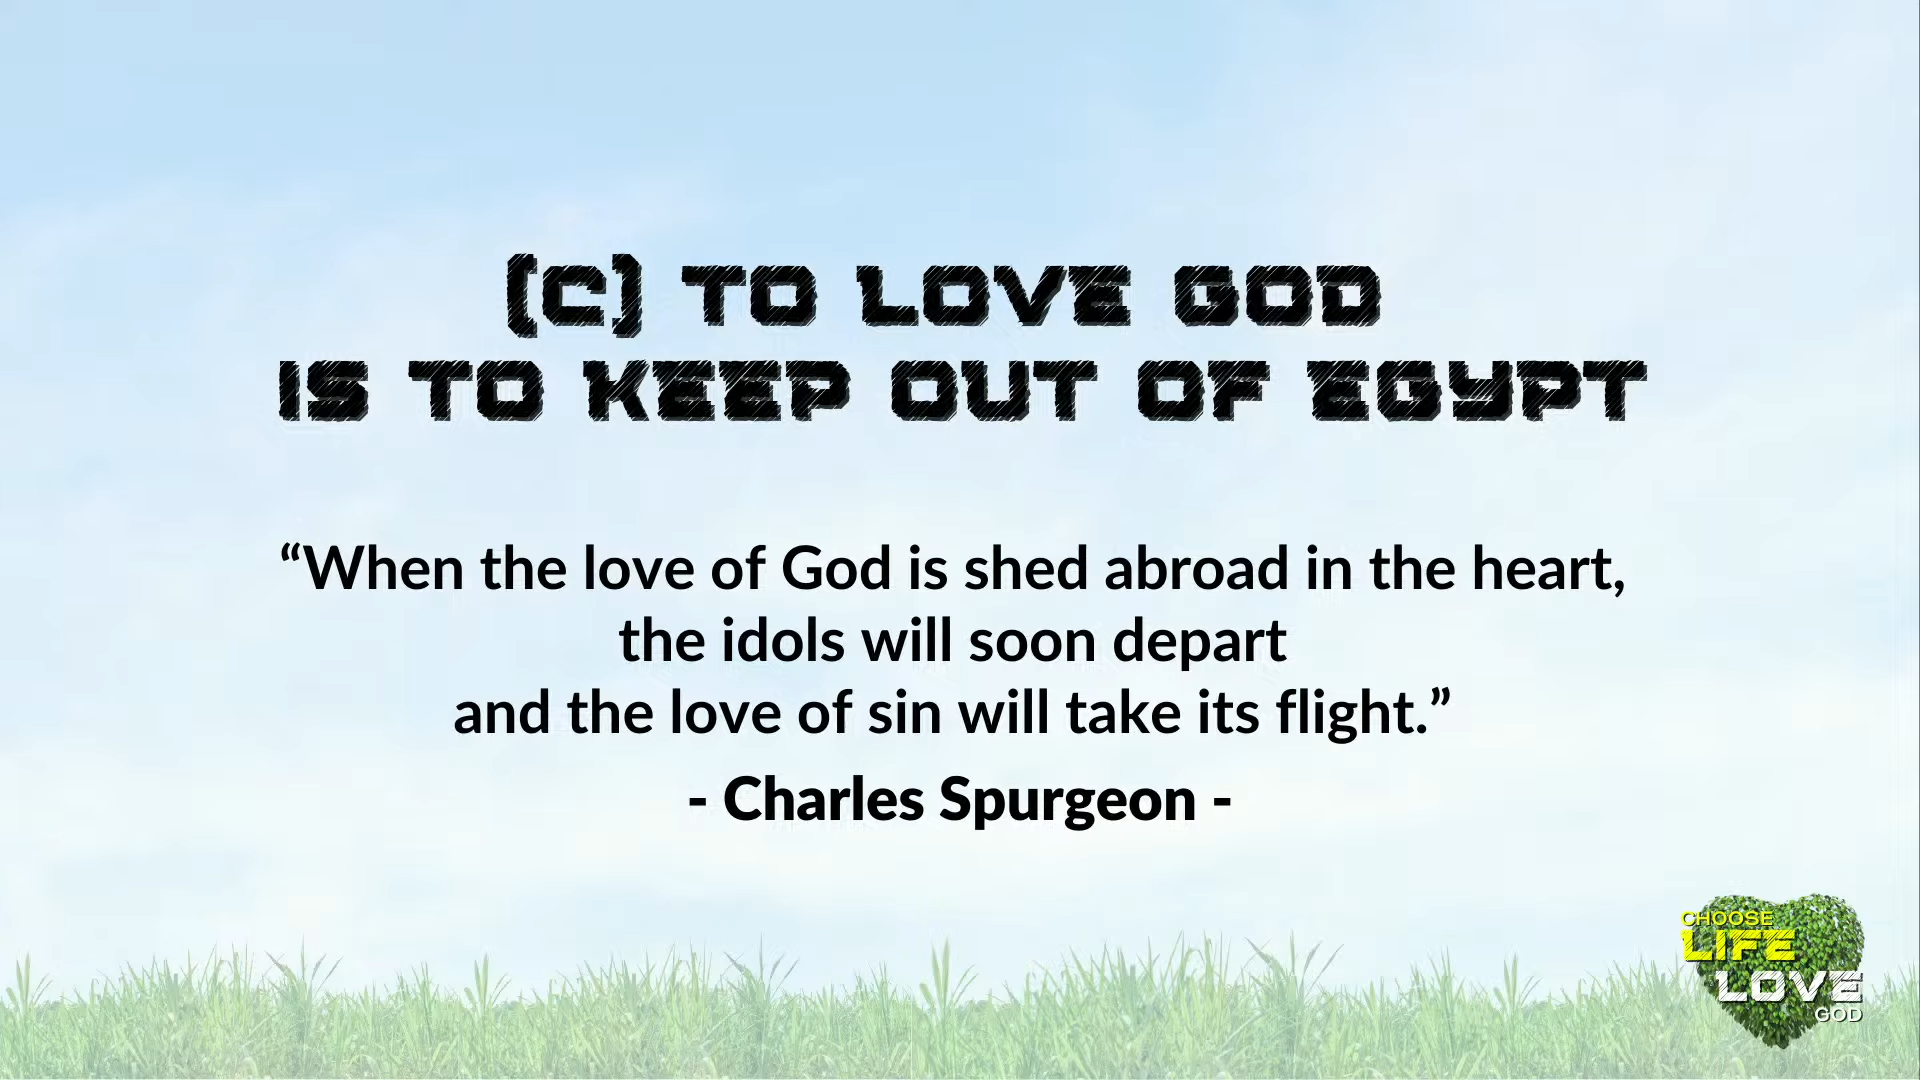 (C) TO LOVE GOD
IS TO KEEP OUT OF EGYPT
“When the love of God is shed abroad in the heart,
the idols will soon depart
and the love of sin will take its flight.”
- Charles Spurgeon -
CHOOSE
LIFE
LOVE
GOD